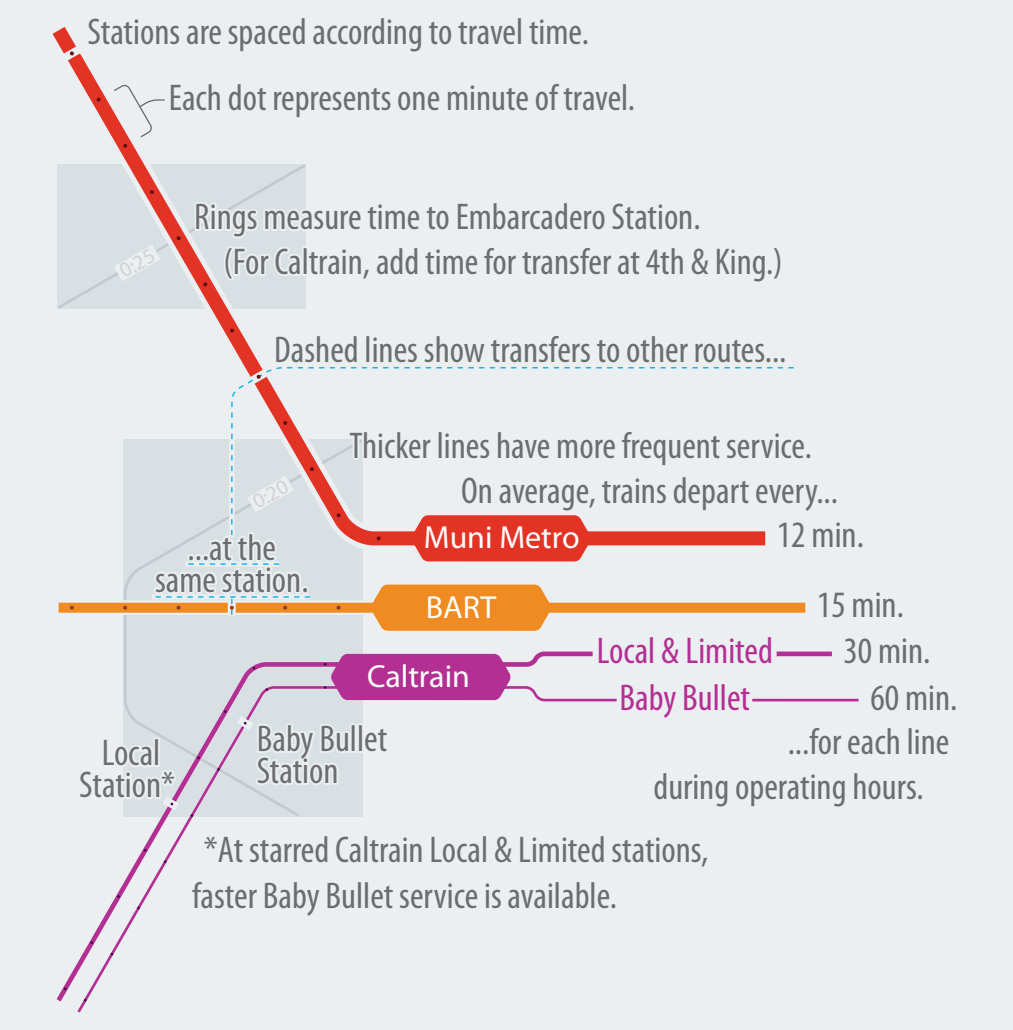 Stations are spaced according to travel time.
Each dot represents one minute of travel.
Rings measure time to Embarcadero Station.
(For Caltrain, add time for transfer at 4th & King.)
0:25
Dashed lines show transfers to other routes...
Thicker lines have more frequent service.
On average, trains depart every...
0:20
Muni Metro
12 min.
...at the
same station.
BART
15 min.
Caltrain
Local & Limited
30 min.
Baby Bullet
60 min.
...for each line
during operating hours.
Local
Station*
Baby Bullet
Station
*At starred Caltrain Local & Limited stations,
faster Baby Bullet service is available.